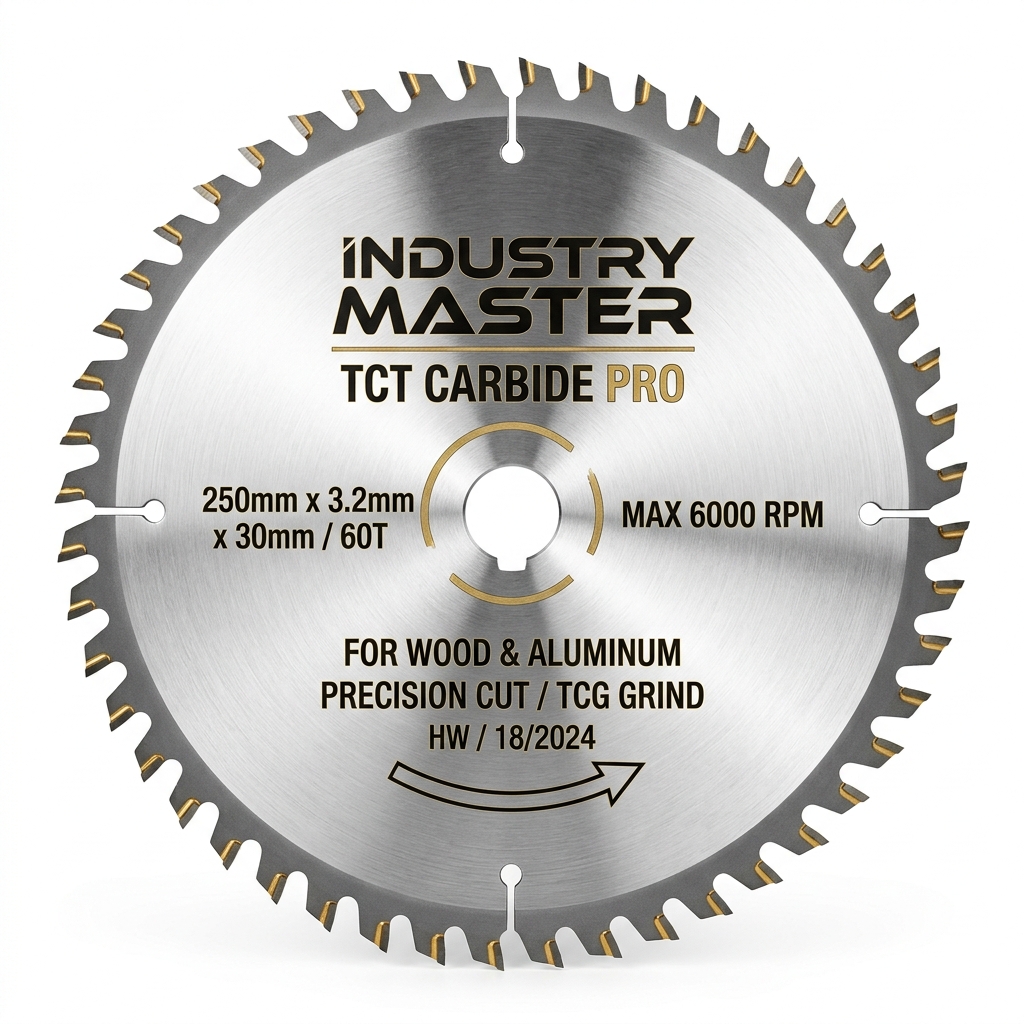 INDUSTRY
MASTER
TCT CARBIDE PRO
250mm x 3.2mm
x 30mm / 60T
MAX 6000 RPM
FOR WOOD & ALUMINUM
PRECISION CUT / TCG GRIND
HW / 18/2024